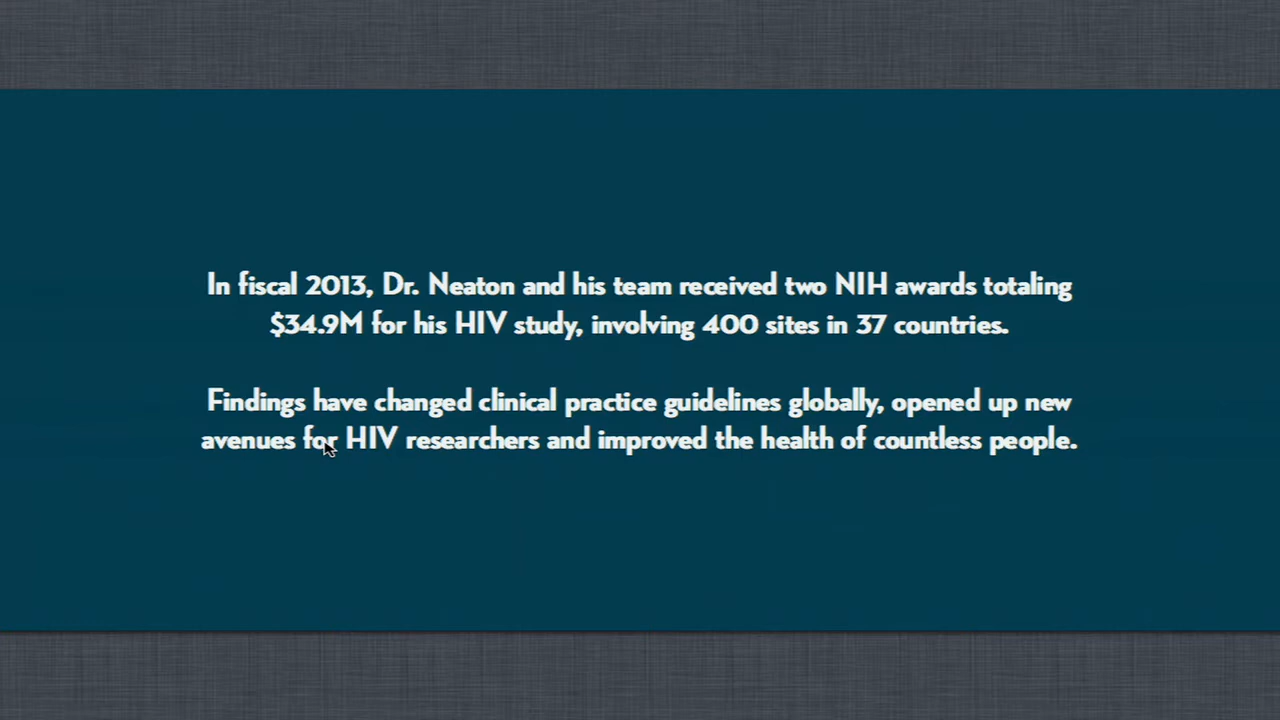 In fiscal 2013, Dr. Neaton and his team received two NIH awards totaling
$34.9M for his HIV study, involving 400 sites in 37 countries.
Findings have changed clinical practice guidelines globally, opened up new
avenues for HIV researchers and improved the health of countless people.